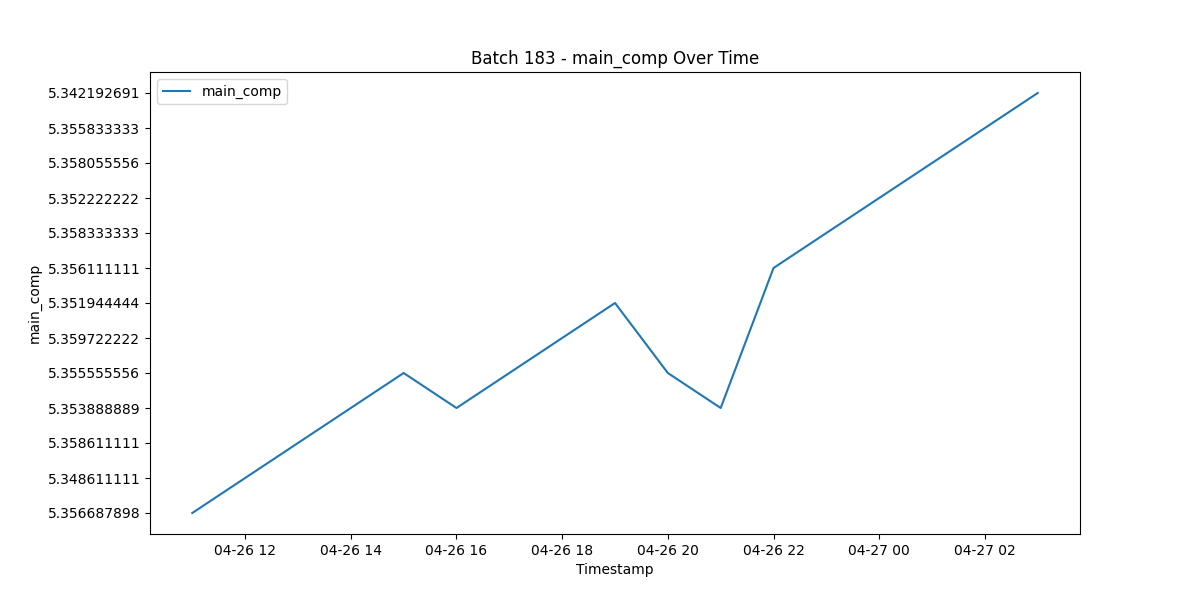 Batch 183 - main_comp Over Time
main_comp
5.342192691
5.355833333
5.358055556
5.352222222
5.358333333
5.356111111
5.351944444
5.359722222
5.355555556
5.353888889
5.358611111
5.348611111
5.356687898
main_comp
04-26 12 04-26 14 04-26 16 04-26 18 04-26 20 04-26 22 04-27 00 04-27 02
Timestamp